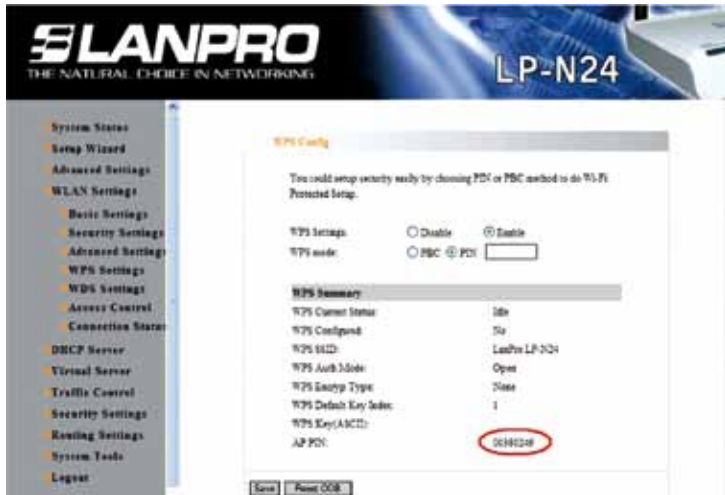 LANPRO
THE NATURAL CHOICE IN NETWORKING
LP-N24
System Status
Setup Wizard
Advanced Settings
WLAN Settings
Basic Settings
Security Settings
Advanced Settings
WPS Settings
WDS Settings
Access Control
Connection Status
DHCP Server
Virtual Server
Traffic Control
Security Settings
Routing Settings
System Tools
Logout
WPS Config
You could setup security easily by choosing PIN or PBC method to do Wi-Fi
Protected Setup.
WPS Settings: Disable Enable
WPS mode: PBC PIN
WPS Summary
WPS Current Status: Idle
WPS Configured: No
WPS SSID: LanPro LP-N24
WPS Auth Mode: Open
WPS Encryp Type: None
WPS Default Key Index: 1
WPS Key(ASCII):
AP PIN:
Save Reset OOB